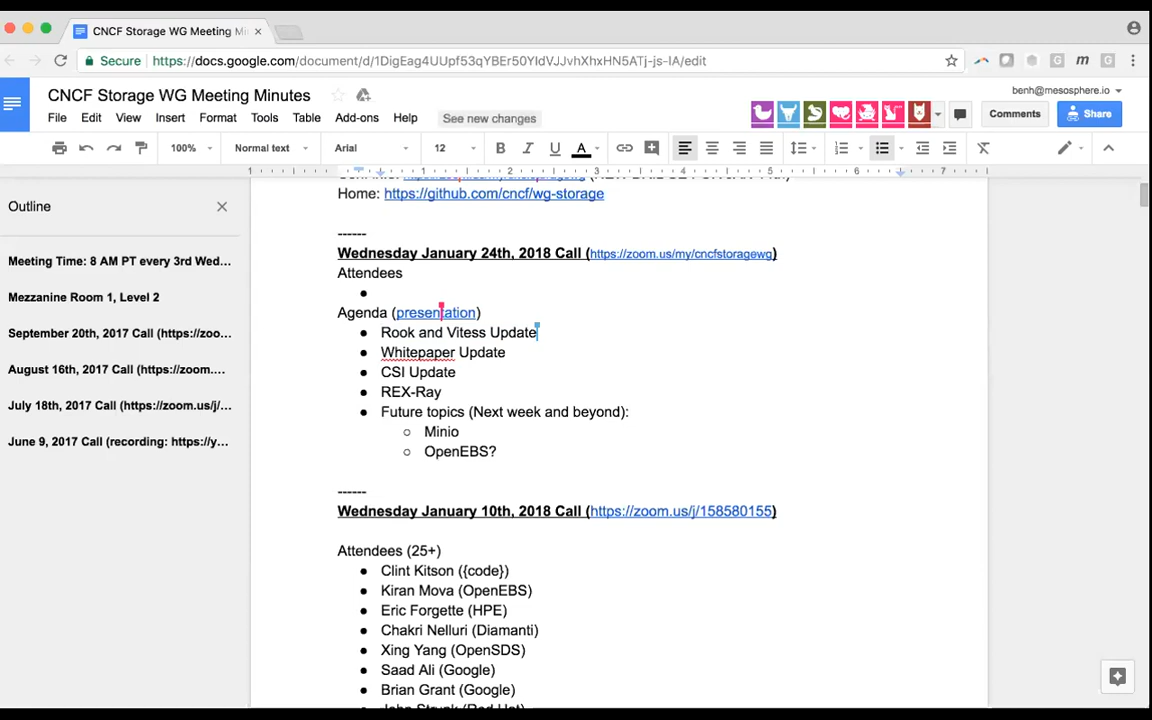 CNCF Storage WG Meeting Mi
Secure https://docs.google.com/document/d/1DigEag4UUpf53qYBEr50YIdVJJvhXhxHN5ATj-js-IA/edit
benh@mesosphere.io
CNCF Storage WG Meeting Minutes
File Edit View Insert Format Tools Table Add-ons Help See new changes
Comments Share
100% Normal text Arial 12
1 1 2 3 4 5 6 7
Outline
Meeting Time: 8 AM PT every 3rd Wed...
Mezzanine Room 1, Level 2
September 20th, 2017 Call (https://zoo...
August 16th, 2017 Call (https://zoom....
July 18th, 2017 Call (https://zoom.us/j/...
June 9, 2017 Call (recording: https://y...
Home: https://github.com/cncf/wg-storage
------
Wednesday January 24th, 2018 Call (https://zoom.us/my/cncfstoragewg)
Attendees
●
Agenda (presentation)
● Rook and Vitess Update
● Whitepaper Update
● CSI Update
● REX-Ray
● Future topics (Next week and beyond):
○ Minio
○ OpenEBS?
------
Wednesday January 10th, 2018 Call (https://zoom.us/j/158580155)
Attendees (25+)
● Clint Kitson ({code})
● Kiran Mova (OpenEBS)
● Eric Forgette (HPE)
● Chakri Nelluri (Diamanti)
● Xing Yang (OpenSDS)
● Saad Ali (Google)
● Brian Grant (Google)